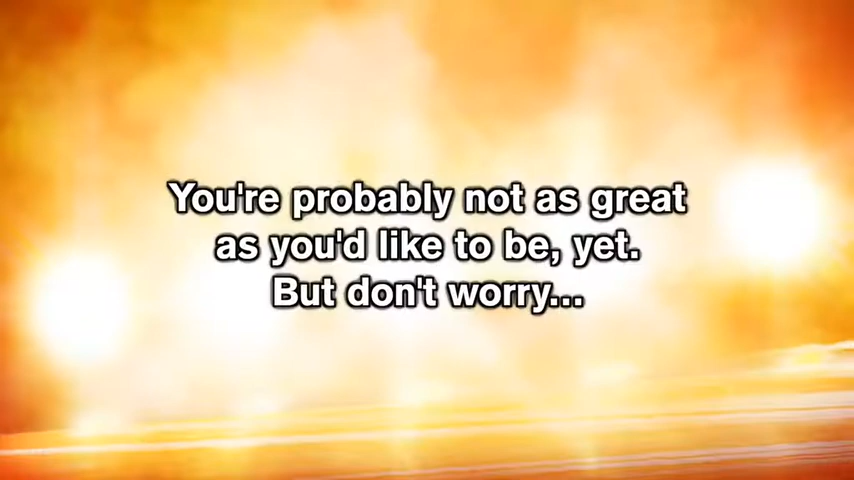 You're probably not as great
as you'd like to be, yet.
But don't worry...